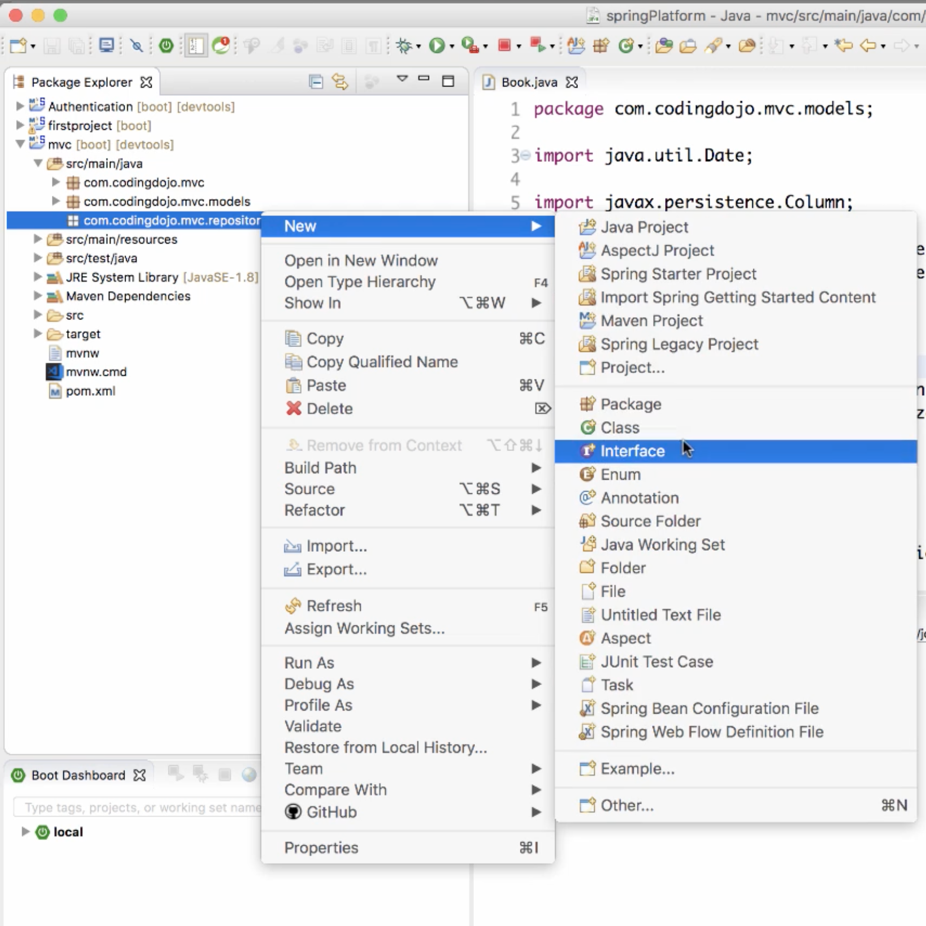 springPlatform - Java - mvc/src/main/java/com/
Package Explorer
Authentication [boot] [devtools]
firstproject [boot]
mvc [boot] [devtools]
src/main/java
com.codingdojo.mvc
com.codingdojo.mvc.models
com.codingdojo.mvc.repositor
src/main/resources
src/test/java
JRE System Library [JavaSE-1.8]
Maven Dependencies
src
target
mvnw
mvnw.cmd
pom.xml
Book.java
1 package com.codingdojo.mvc.models;
2
3 import java.util.Date;
4
5 import javax.persistence.Column;
New
Open in New Window
Open Type Hierarchy F4
Show In ⌥⌘W
Copy ⌘C
Copy Qualified Name
Paste ⌘V
Delete ⌦
Remove from Context ⌥⇧⌘↓
Build Path
Source ⌥⌘S
Refactor ⌥⌘T
Import...
Export...
Refresh F5
Assign Working Sets...
Run As
Debug As
Profile As
Validate
Restore from Local History...
Team
Compare With
GitHub
Properties ⌘I
Java Project
AspectJ Project
Spring Starter Project
Import Spring Getting Started Content
Maven Project
Spring Legacy Project
Project...
Package
Class
Interface
Enum
Annotation
Source Folder
Java Working Set
Folder
File
Untitled Text File
Aspect
JUnit Test Case
Task
Spring Bean Configuration File
Spring Web Flow Definition File
Example...
Other... ⌘N
Boot Dashboard
Type tags, projects, or working set name
local